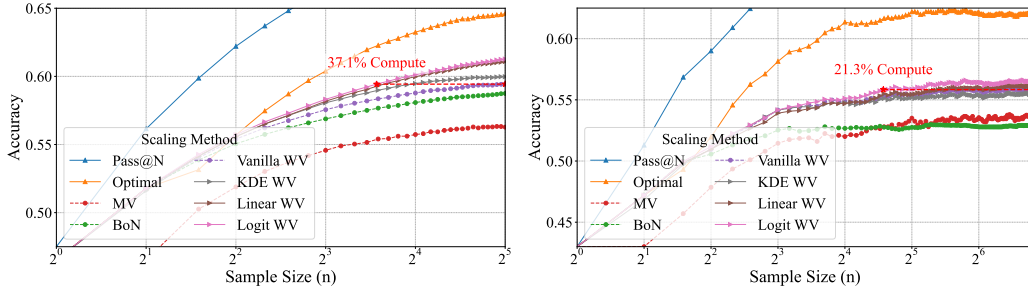 0.65
0.60
0.55
0.50
Accuracy
37.1% Compute
Scaling Method
Pass@N
Optimal
MV
BoN
Vanilla WV
KDE WV
Linear WV
Logit WV
2^0 2^1 2^2 2^3 2^4 2^5
Sample Size (n)
0.60
0.55
0.50
0.45
Accuracy
21.3% Compute
Scaling Method
Pass@N
Optimal
MV
BoN
Vanilla WV
KDE WV
Linear WV
Logit WV
2^0 2^1 2^2 2^3 2^4 2^5 2^6
Sample Size (n)